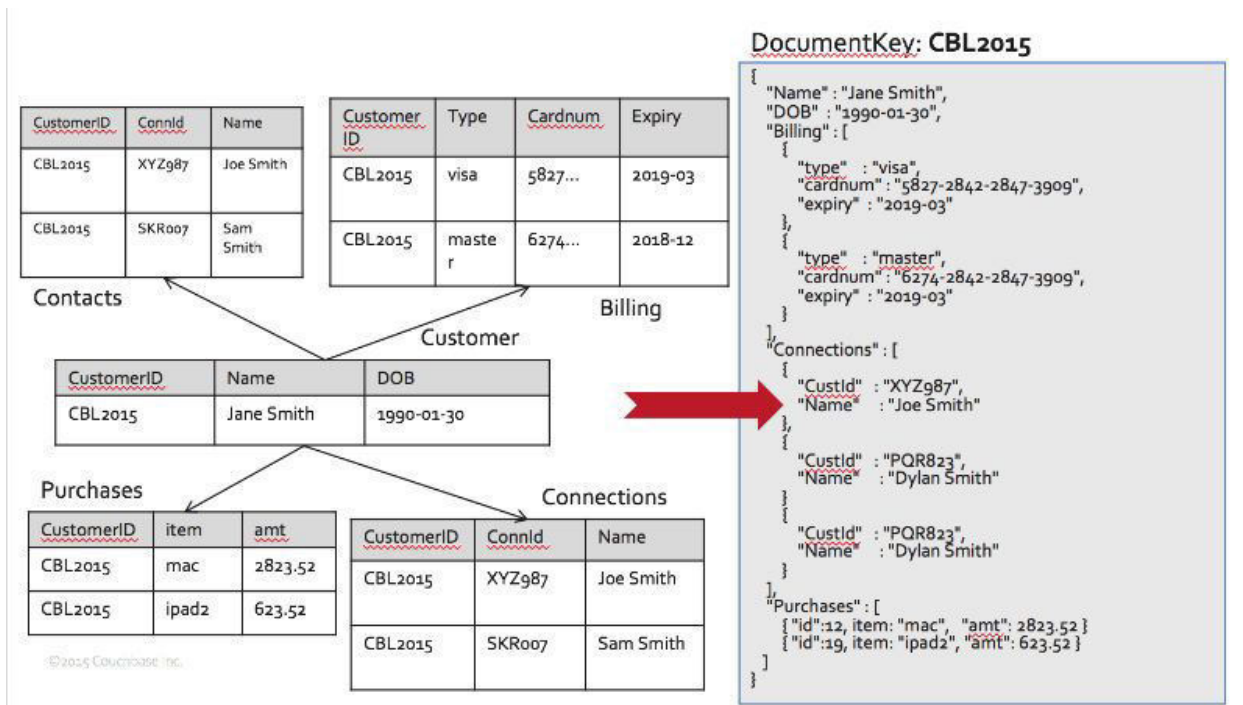 DocumentKey: CBL2015
CustomerID ConnId Name
CBL2015 XYZ987 Joe Smith
CBL2015 SKR007 Sam
Smith
Contacts
Customer Type Cardnum Expiry
ID
CBL2015 visa 5827... 2019-03
CBL2015 maste 6274... 2018-12
r
Billing
Customer
CustomerID Name DOB
CBL2015 Jane Smith 1990-01-30
Purchases
CustomerID item amt
CBL2015 mac 2823.52
CBL2015 ipad2 623.52
Connections
CustomerID ConnId Name
CBL2015 XYZ987 Joe Smith
CBL2015 SKR007 Sam Smith
©2015 Couchbase Inc.
{
"Name" : "Jane Smith",
"DOB" : "1990-01-30",
"Billing" : [
{
"type" : "visa",
"cardnum" : "5827-2842-2847-3909",
"expiry" : "2019-03"
},
{
"type" : "master",
"cardnum" : "6274-2842-2847-3909",
"expiry" : "2019-03"
}
],
"Connections" : [
{
"CustId" : "XYZ987",
"Name" : "Joe Smith"
},
{
"CustId" : "PQR823",
"Name" : "Dylan Smith"
}
{
"CustId" : "PQR823",
"Name" : "Dylan Smith"
}
],
"Purchases" : [
{ "id":12, item: "mac", "amt": 2823.52 }
{ "id":19, item: "ipad2", "amt": 623.52 }
]
}